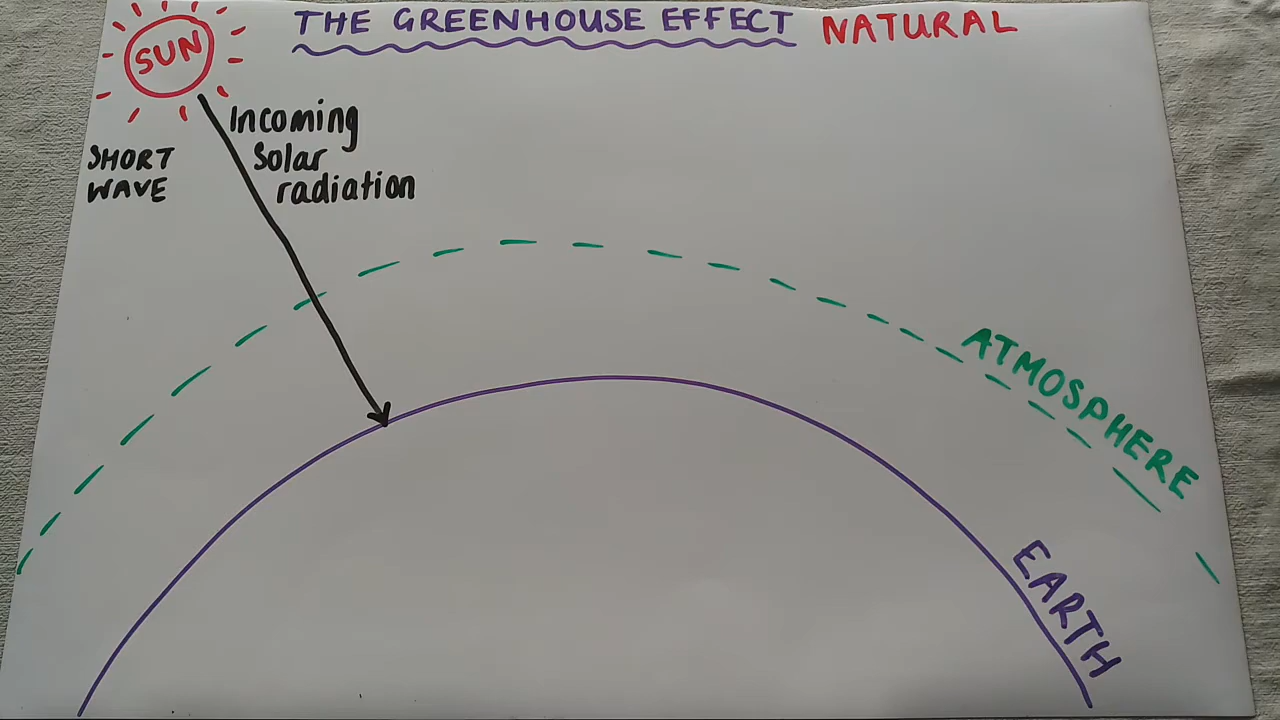 THE GREENHOUSE EFFECT NATURAL
SUN
Incoming
Solar
radiation
SHORT
WAVE
ATMOSPHERE
EARTH